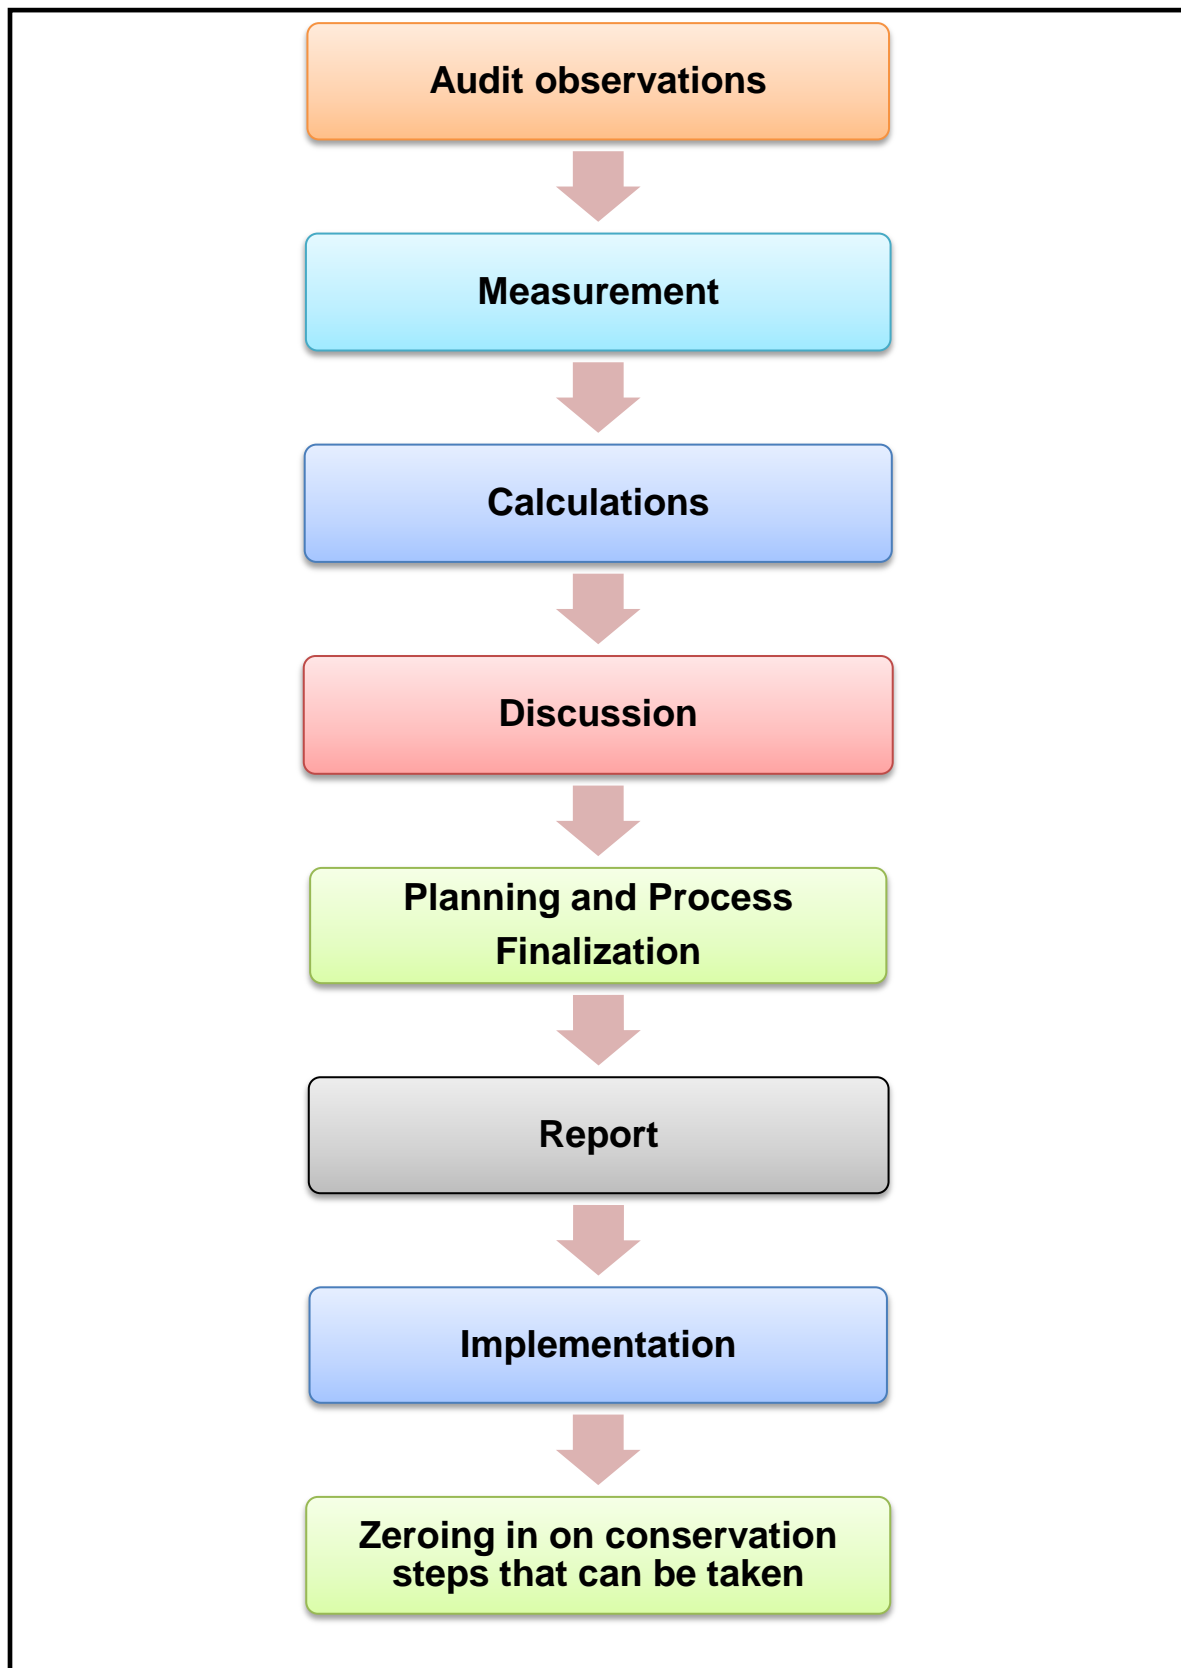 Audit observations
Measurement
Calculations
Discussion
Planning and Process
Finalization
Report
Implementation
Zeroing in on conservation
steps that can be taken